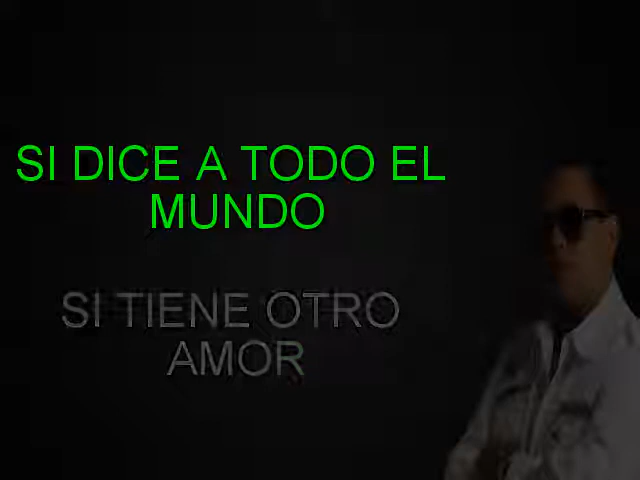 SI DICE A TODO EL
MUNDO
SI TIENE OTRO
AMOR